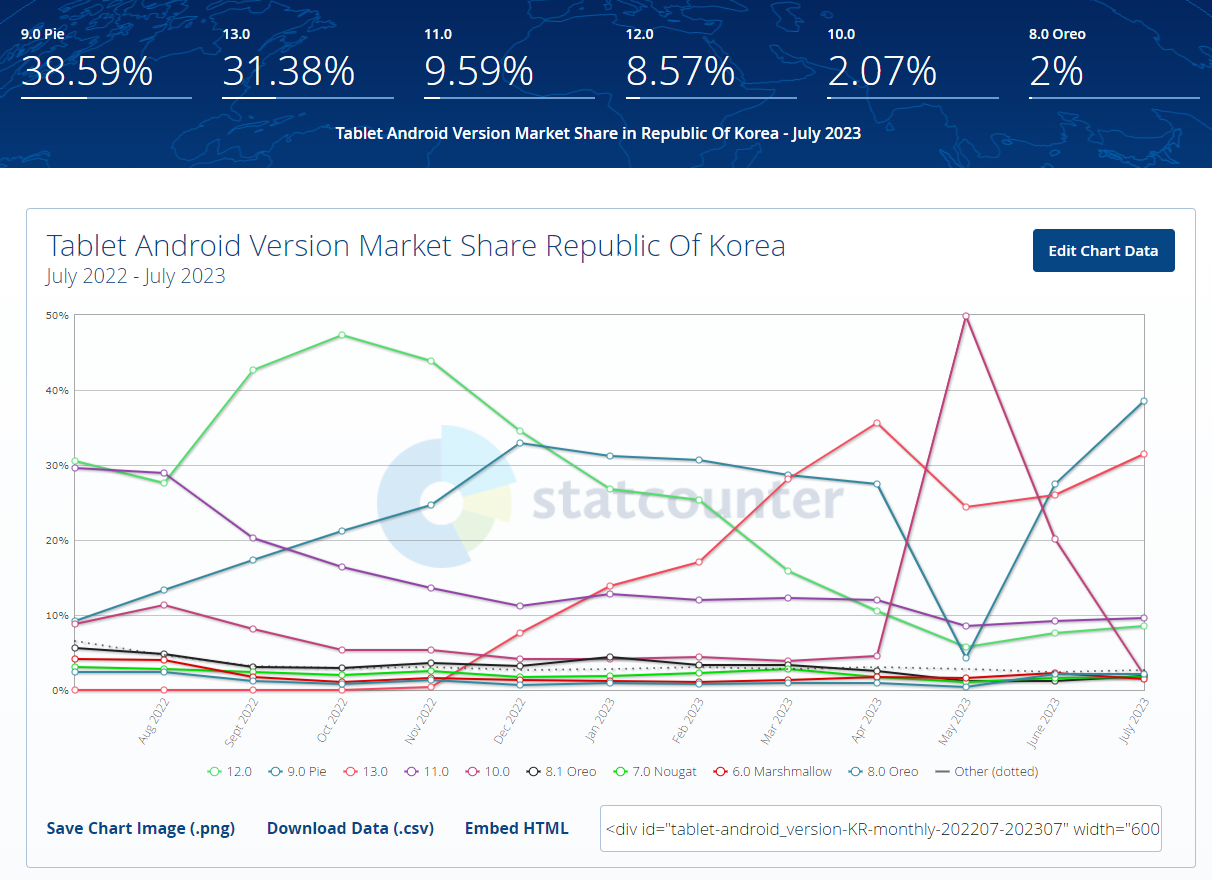 9.0 Pie 13.0 11.0 12.0 10.0 8.0 Oreo
38.59% 31.38% 9.59% 8.57% 2.07% 2%
Tablet Android Version Market Share in Republic Of Korea - July 2023
Tablet Android Version Market Share Republic Of Korea
July 2022 - July 2023
Edit Chart Data
50%
40%
30%
20%
10%
0%
statcounter
Aug 2022 Sept 2022 Oct 2022 Nov 2022 Dec 2022 Jan 2023 Feb 2023 Mar 2023 Apr 2023 May 2023 June 2023 July 2023
12.0 9.0 Pie 13.0 11.0 10.0 8.1 Oreo 7.0 Nougat 6.0 Marshmallow 8.0 Oreo Other (dotted)
Save Chart Image (.png) Download Data (.csv) Embed HTML <div id="tablet-android_version-KR-monthly-202207-202307" width="600